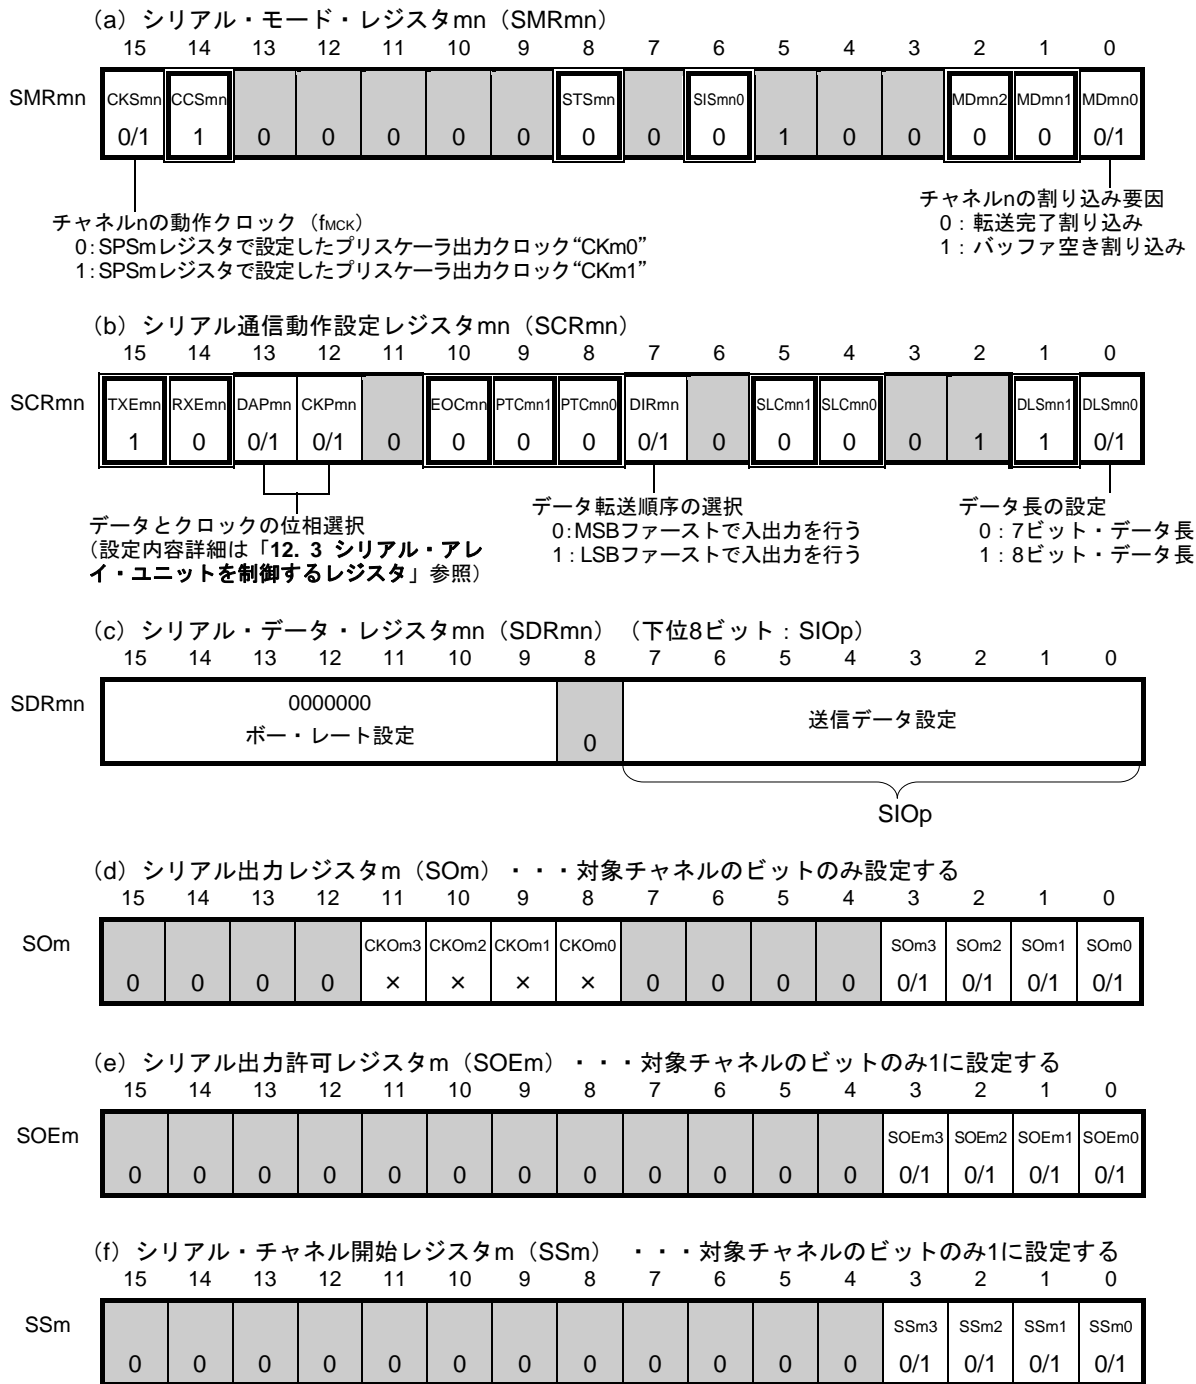 (a) シリアル・モード・レジスタmn（SMRmn）
15 14 13 12 11 10 9 8 7 6 5 4 3 2 1 0
SMRmn CKSmn CCSmn STSmn SISmn0 MDmn2 MDmn1 MDmn0
0/1 1 0 0 0 0 0 0 0 0 1 0 0 0 0 0/1
チャネルnの動作クロック（fMCK）
0：SPSmレジスタで設定したプリスケーラ出力クロック“CKm0”
1：SPSmレジスタで設定したプリスケーラ出力クロック“CKm1”
チャネルnの割り込み要因
0：転送完了割り込み
1：バッファ空き割り込み
(b) シリアル通信動作設定レジスタmn（SCRmn）
15 14 13 12 11 10 9 8 7 6 5 4 3 2 1 0
SCRmn TXEmn RXEmn DAPmn CKPmn EOCmn PTCmn1 PTCmn0 DIRmn SLCmn1 SLCmn0 DLSmn1 DLSmn0
1 0 0/1 0/1 0 0 0 0 0/1 0 0 0 0 1 1 0/1
データとクロックの位相選択
（設定内容詳細は「12. 3 シリアル・アレ
イ・ユニットを制御するレジスタ」参照）
データ転送順序の選択
0：MSBファーストで入出力を行う
1：LSBファーストで入出力を行う
データ長の設定
0：7ビット・データ長
1：8ビット・データ長
(c) シリアル・データ・レジスタmn（SDRmn）（下位8ビット：SIOp）
15 14 13 12 11 10 9 8 7 6 5 4 3 2 1 0
SDRmn
0000000
ボー・レート設定
0
送信データ設定
SIOp
(d) シリアル出力レジスタm（SOm）・・・対象チャネルのビットのみ設定する
15 14 13 12 11 10 9 8 7 6 5 4 3 2 1 0
SOm CKOm3 CKOm2 CKOm1 CKOm0 SOm3 SOm2 SOm1 SOm0
0 0 0 0 × × × × 0 0 0 0 0/1 0/1 0/1 0/1
(e) シリアル出力許可レジスタm（SOEm）・・・対象チャネルのビットのみ1に設定する
15 14 13 12 11 10 9 8 7 6 5 4 3 2 1 0
SOEm SOEm3 SOEm2 SOEm1 SOEm0
0 0 0 0 0 0 0 0 0 0 0 0 0/1 0/1 0/1 0/1
(f) シリアル・チャネル開始レジスタm（SSm）・・・対象チャネルのビットのみ1に設定する
15 14 13 12 11 10 9 8 7 6 5 4 3 2 1 0
SSm SSm3 SSm2 SSm1 SSm0
0 0 0 0 0 0 0 0 0 0 0 0 0/1 0/1 0/1 0/1